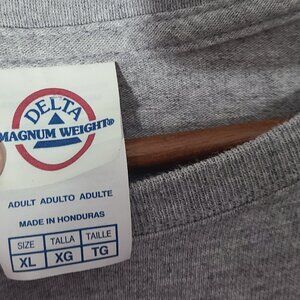 DELTA
MAGNUM WEIGHT®
ADULT ADULTO ADULTE
MADE IN HONDURAS
SIZE TALLA TAILLE
XL XG TG